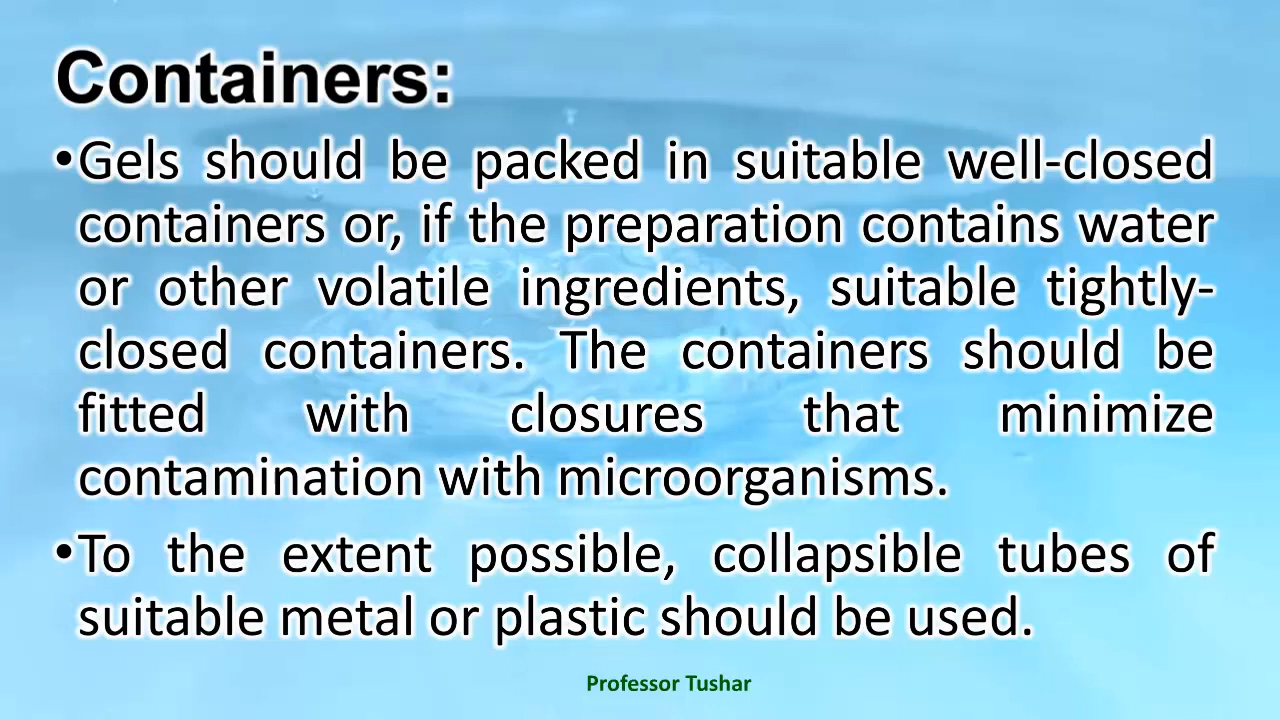 Containers:
•Gels should be packed in suitable well-closed
containers or, if the preparation contains water
or other volatile ingredients, suitable tightly-
closed containers. The containers should be
fitted with closures that minimize
contamination with microorganisms.
•To the extent possible, collapsible tubes of
suitable metal or plastic should be used.
Professor Tushar